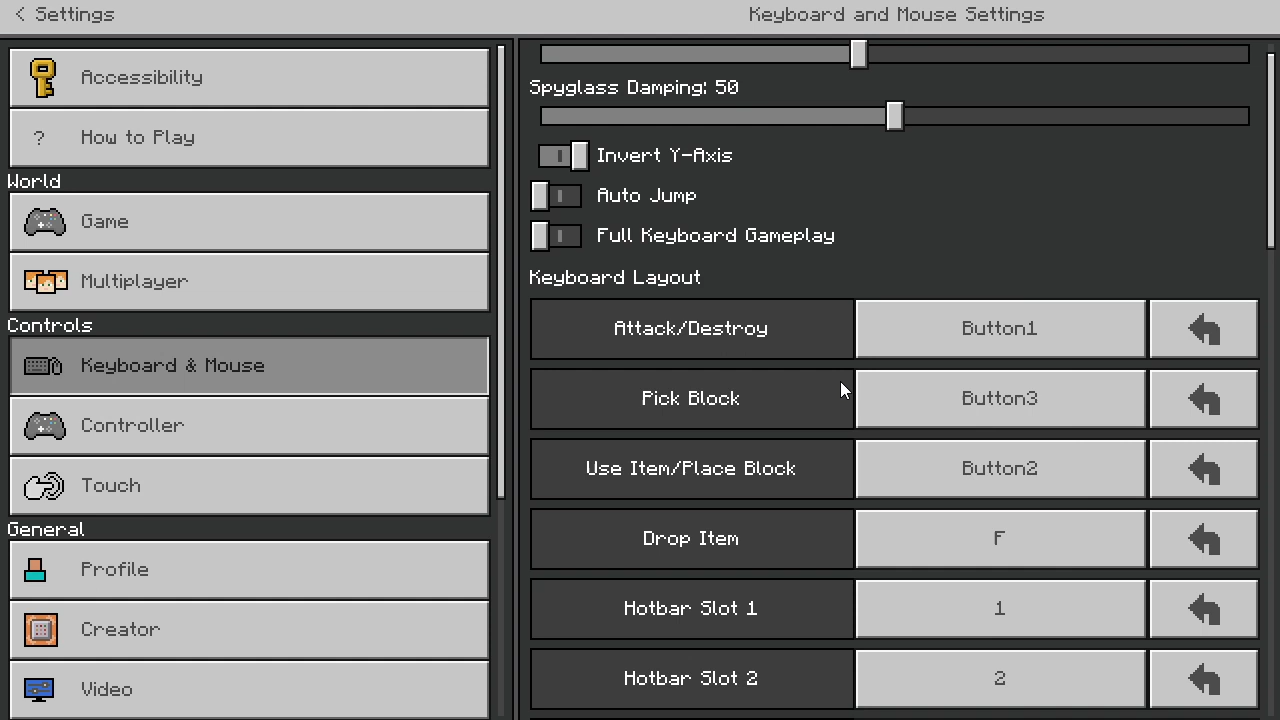 Settings
Keyboard and Mouse Settings
Accessibility
? How to Play
World
Game
Multiplayer
Controls
Keyboard & Mouse
Controller
Touch
General
Profile
Creator
Video
Spyglass Damping: 50
Invert Y-Axis
Auto Jump
Full Keyboard Gameplay
Keyboard Layout
Attack/Destroy Button1
Pick Block Button3
Use Item/Place Block Button2
Drop Item F
Hotbar Slot 1 1
Hotbar Slot 2 2